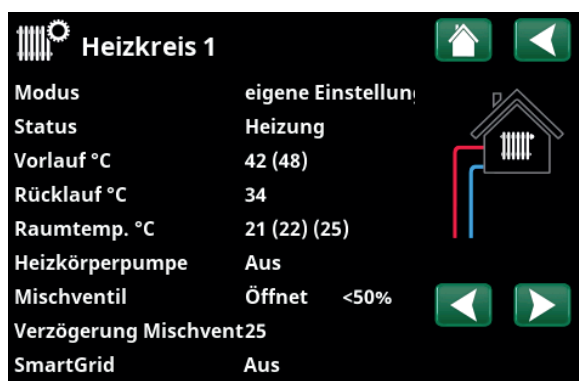 Heizkreis 1
Modus eigene Einstellung
Status Heizung
Vorlauf °C 42 (48)
Rücklauf °C 34
Raumtemp. °C 21 (22) (25)
Heizkörperpumpe Aus
Mischventil Öffnet <50%
Verzögerung Mischvent25
SmartGrid Aus